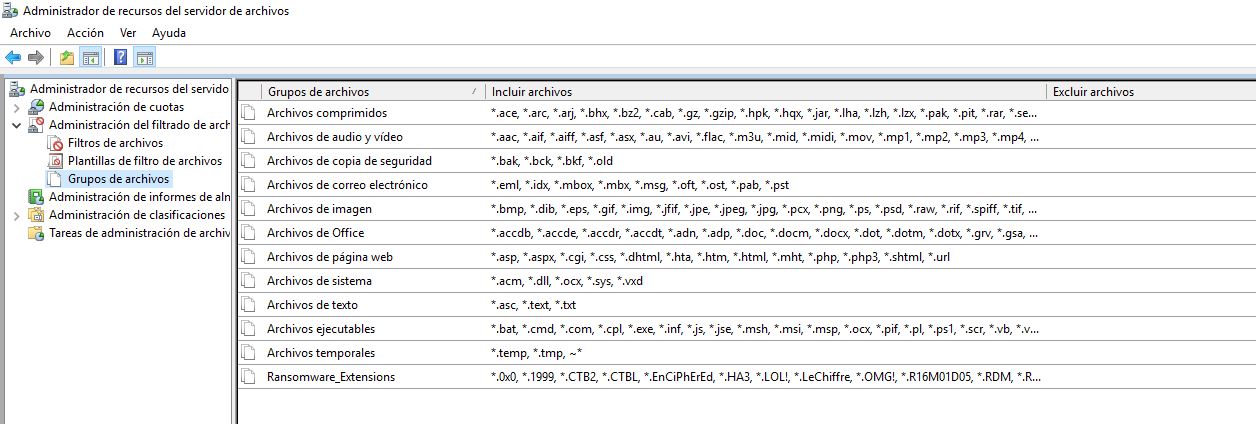 Administrador de recursos del servidor de archivos
Archivo Acción Ver Ayuda
Administrador de recursos del servido
Administración de cuotas
Administración del filtrado de arch
Filtros de archivos
Plantillas de filtro de archivos
Grupos de archivos
Administración de informes de alm
Administración de clasificaciones
Tareas de administración de archiv
Grupos de archivos Incluir archivos Excluir archivos
Archivos comprimidos *.ace, *.arc, *.arj, *.bhx, *.bz2, *.cab, *.gz, *.gzip, *.hpk, *.hqx, *.jar, *.lha, *.lzh, *.lzx, *.pak, *.pit, *.rar, *.se...
Archivos de audio y vídeo *.aac, *.aif, *.aiff, *.asf, *.asx, *.au, *.avi, *.flac, *.m3u, *.mid, *.midi, *.mov, *.mp1, *.mp2, *.mp3, *.mp4, ...
Archivos de copia de seguridad *.bak, *.bck, *.bkf, *.old
Archivos de correo electrónico *.eml, *.idx, *.mbox, *.mbx, *.msg, *.oft, *.ost, *.pab, *.pst
Archivos de imagen *.bmp, *.dib, *.eps, *.gif, *.img, *.jfif, *.jpe, *.jpeg, *.jpg, *.pcx, *.png, *.ps, *.psd, *.raw, *.rif, *.spiff, *.tif, ...
Archivos de Office *.accdb, *.accde, *.accdr, *.accdt, *.adn, *.adp, *.doc, *.docm, *.docx, *.dot, *.dotm, *.dotx, *.grv, *.gsa, ...
Archivos de página web *.asp, *.aspx, *.cgi, *.css, *.dhtml, *.hta, *.htm, *.html, *.mht, *.php, *.php3, *.shtml, *.url
Archivos de sistema *.acm, *.dll, *.ocx, *.sys, *.vxd
Archivos de texto *.asc, *.text, *.txt
Archivos ejecutables *.bat, *.cmd, *.com, *.cpl, *.exe, *.inf, *.js, *.jse, *.msh, *.msi, *.msp, *.ocx, *.pif, *.pl, *.ps1, *.scr, *.vb, *.v...
Archivos temporales *.temp, *.tmp, ~*
Ransomware_Extensions *.0x0, *.1999, *.CTB2, *.CTBL, *.EnCiPhErEd, *.HA3, *.LOL!, *.LeChiffre, *.OMG!, *.R16M01D05, *.RDM, *.R...